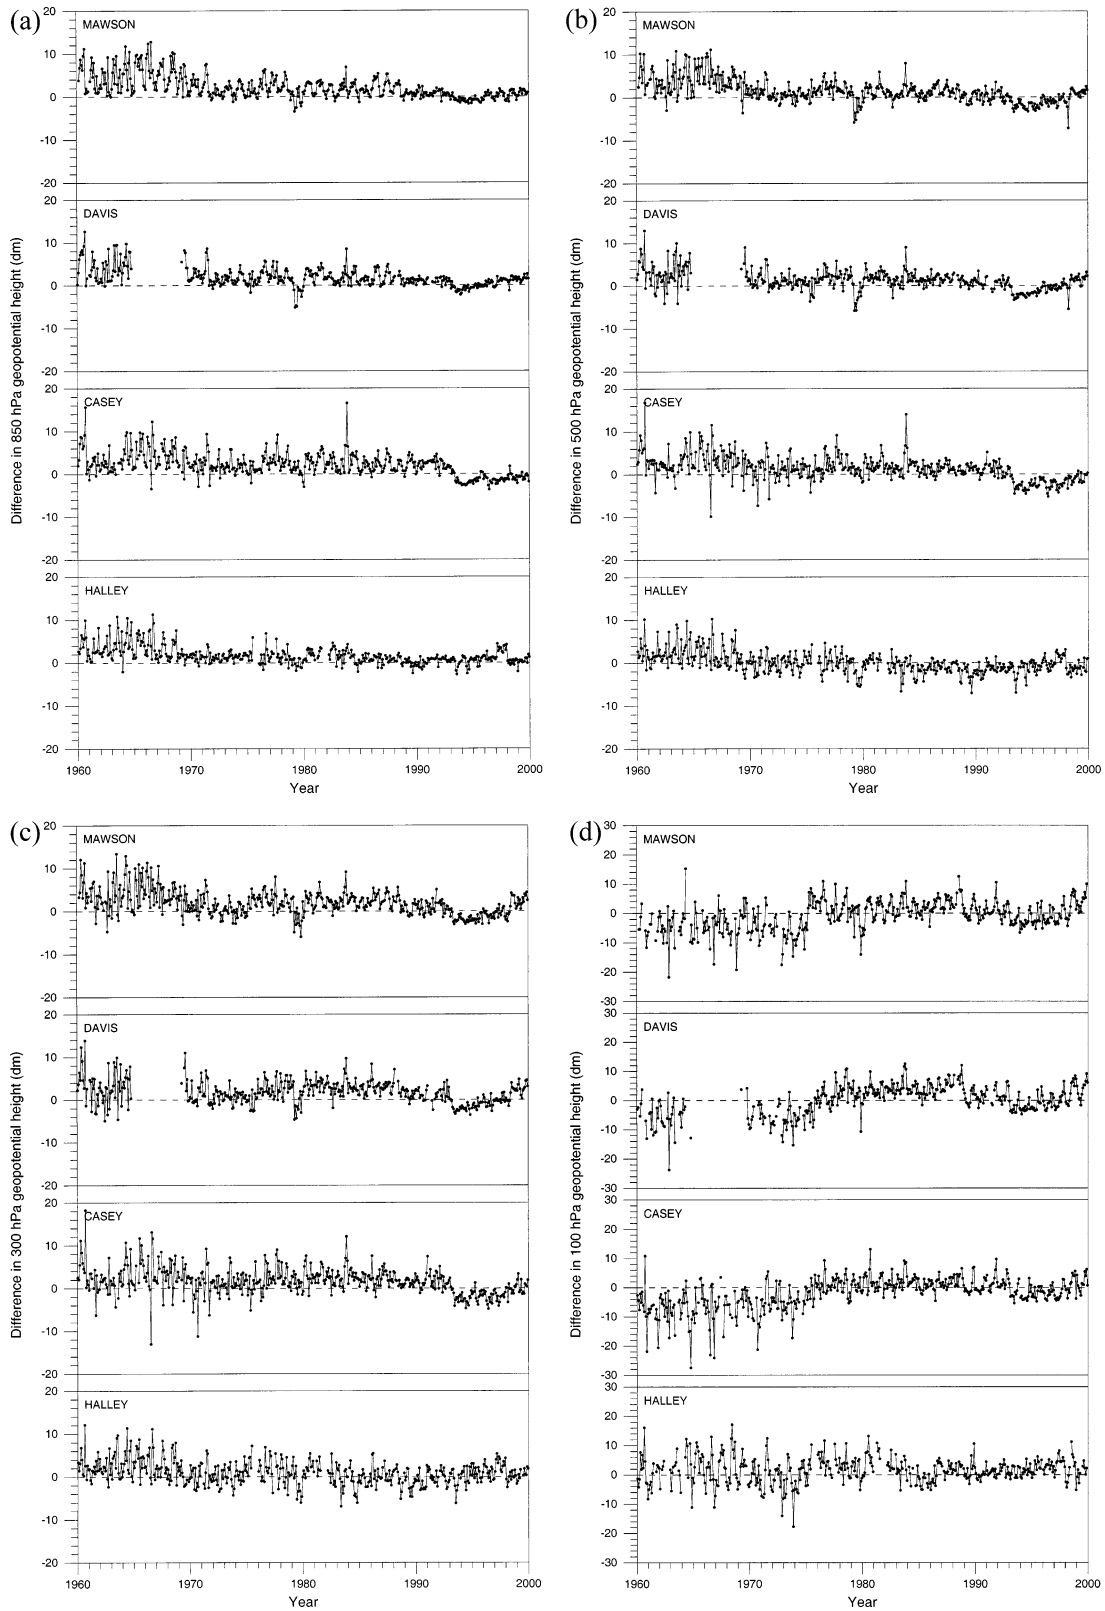 (a)
Difference in 850 hPa geopotential height (dm)
20
MAWSON
10
0
-10
-20
20
DAVIS
10
0
-10
-20
20
CASEY
10
0
-10
-20
20
HALLEY
10
0
-10
-20
1960 1970 1980 1990 2000
Year
(b)
Difference in 500 hPa geopotential height (dm)
20
MAWSON
10
0
-10
-20
20
DAVIS
10
0
-10
-20
20
CASEY
10
0
-10
-20
20
HALLEY
10
0
-10
-20
1960 1970 1980 1990 2000
Year
(c)
Difference in 300 hPa geopotential height (dm)
20
MAWSON
10
0
-10
-20
20
DAVIS
10
0
-10
-20
20
CASEY
10
0
-10
-20
20
HALLEY
10
0
-10
-20
1960 1970 1980 1990 2000
Year
(d)
Difference in 100 hPa geopotential height (dm)
30
MAWSON
20
10
0
-10
-20
-30
30
DAVIS
20
10
0
-10
-20
-30
30
CASEY
20
10
0
-10
-20
-30
30
HALLEY
20
10
0
-10
-20
-30
1960 1970 1980 1990 2000
Year